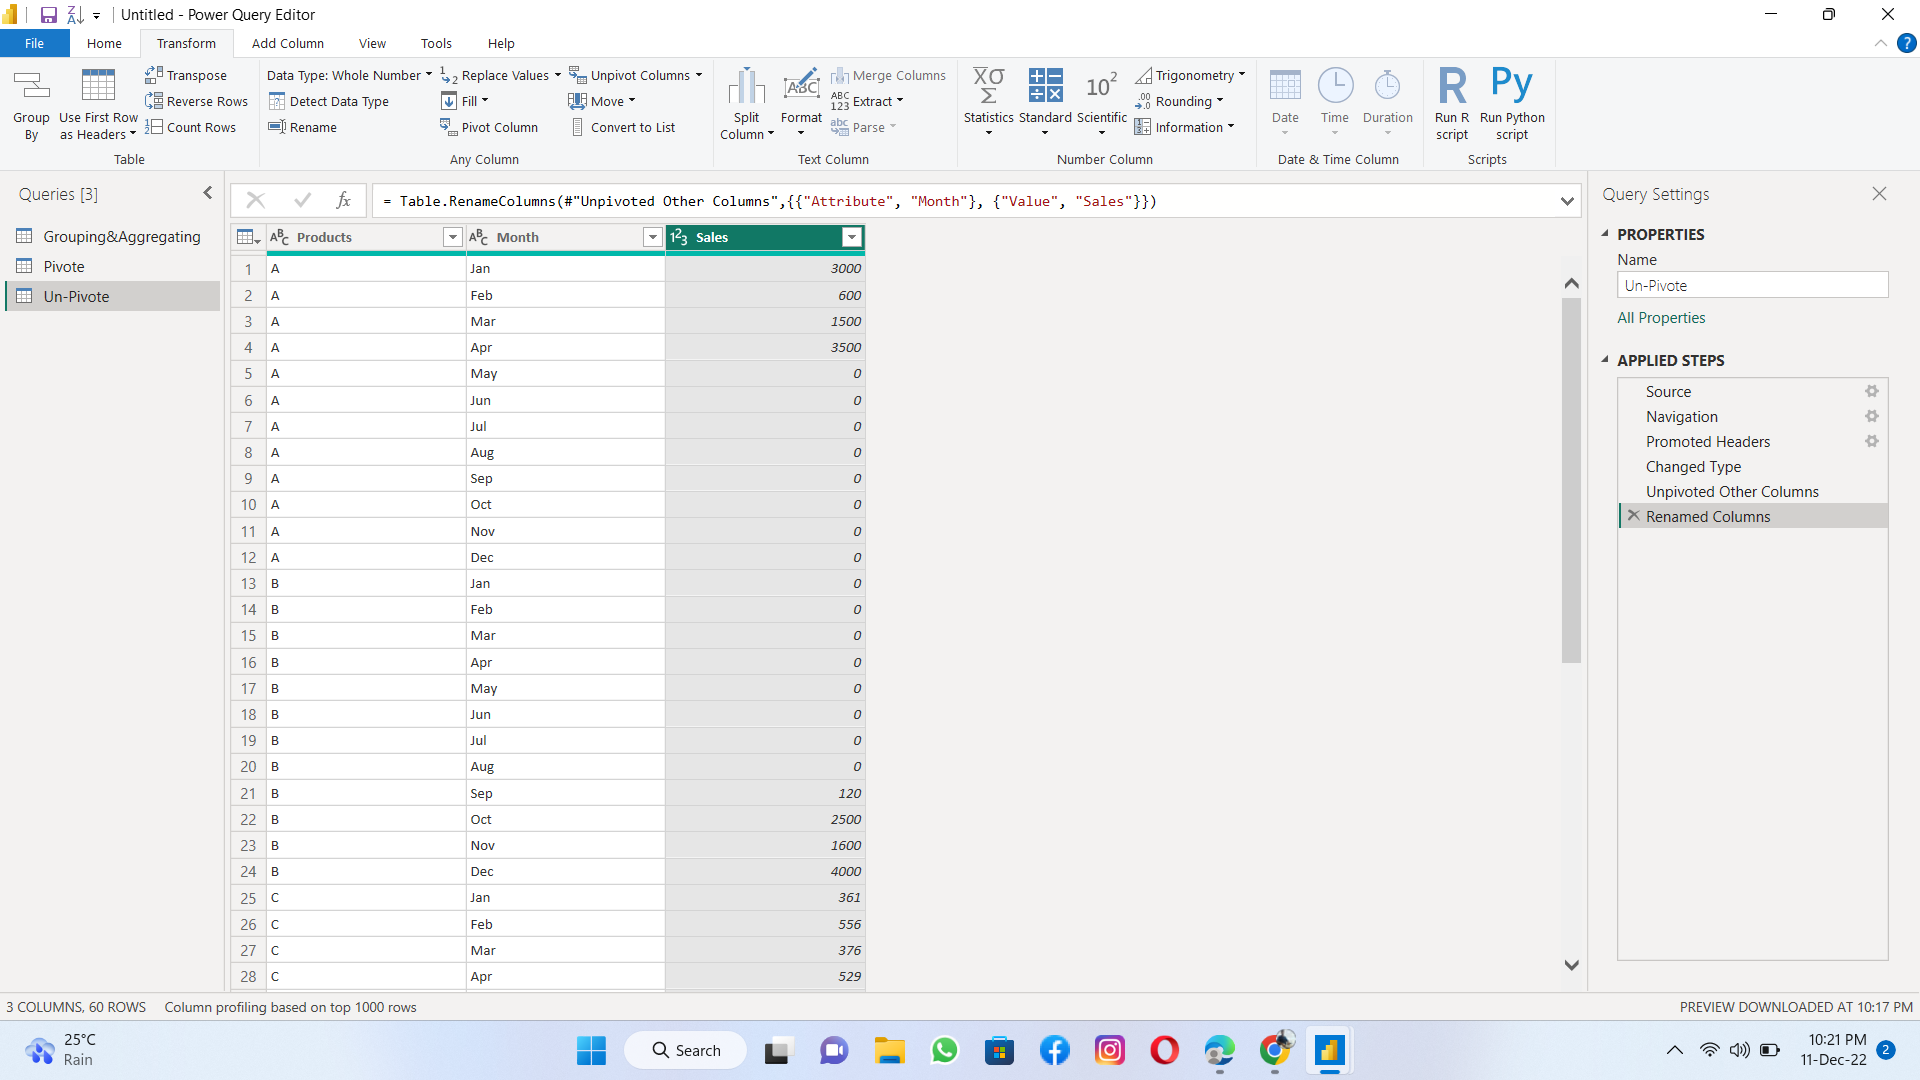 Untitled - Power Query Editor
File Home Transform Add Column View Tools Help
Group By
Use First Row as Headers
Transpose
Reverse Rows
Count Rows
Table
Data Type: Whole Number
Detect Data Type
Rename
Replace Values
Fill
Pivot Column
Unpivot Columns
Move
Convert to List
Any Column
Split Column
Format
Merge Columns
Extract
Parse
Text Column
Statistics
Standard
Scientific
Trigonometry
Rounding
Information
Number Column
Date
Time
Duration
Date & Time Column
Run R script
Run Python script
Scripts
Queries [3]
Grouping&Aggregating
Pivote
Un-Pivote
fx = Table.RenameColumns(#"Unpivoted Other Columns",{{"Attribute", "Month"}, {"Value", "Sales"}})
Products Month Sales
1 A Jan 3000
2 A Feb 600
3 A Mar 1500
4 A Apr 3500
5 A May 0
6 A Jun 0
7 A Jul 0
8 A Aug 0
9 A Sep 0
10 A Oct 0
11 A Nov 0
12 A Dec 0
13 B Jan 0
14 B Feb 0
15 B Mar 0
16 B Apr 0
17 B May 0
18 B Jun 0
19 B Jul 0
20 B Aug 0
21 B Sep 120
22 B Oct 2500
23 B Nov 1600
24 B Dec 4000
25 C Jan 361
26 C Feb 556
27 C Mar 376
28 C Apr 529
Query Settings
PROPERTIES
Name
Un-Pivote
All Properties
APPLIED STEPS
Source
Navigation
Promoted Headers
Changed Type
Unpivoted Other Columns
Renamed Columns
3 COLUMNS, 60 ROWS Column profiling based on top 1000 rows
PREVIEW DOWNLOADED AT 10:17 PM
25°C
Rain
Search
10:21 PM
11-Dec-22
2